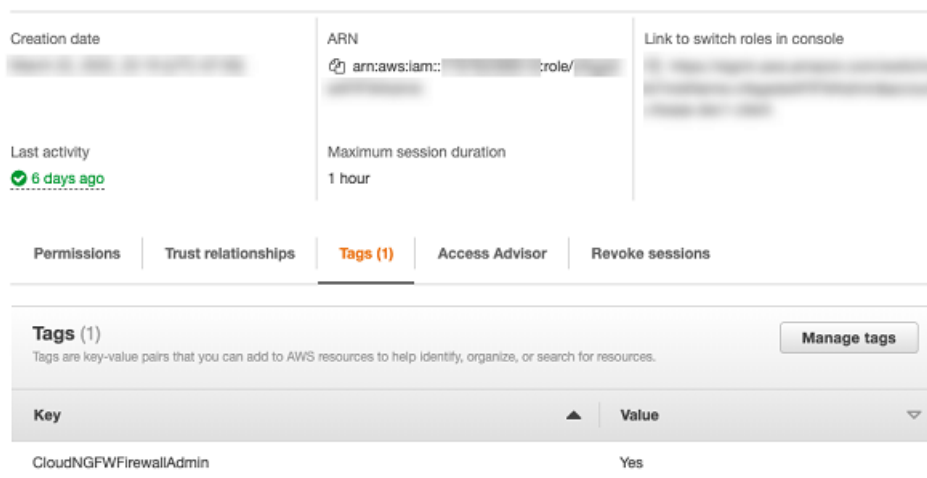 Creation date
ARN
arn:aws:iam:: :role/
Link to switch roles in console
Last activity
6 days ago
Maximum session duration
1 hour
Permissions
Trust relationships
Tags (1)
Access Advisor
Revoke sessions
Tags (1)
Manage tags
Tags are key-value pairs that you can add to AWS resources to help identify, organize, or search for resources.
Key
Value
CloudNGFWFirewallAdmin
Yes